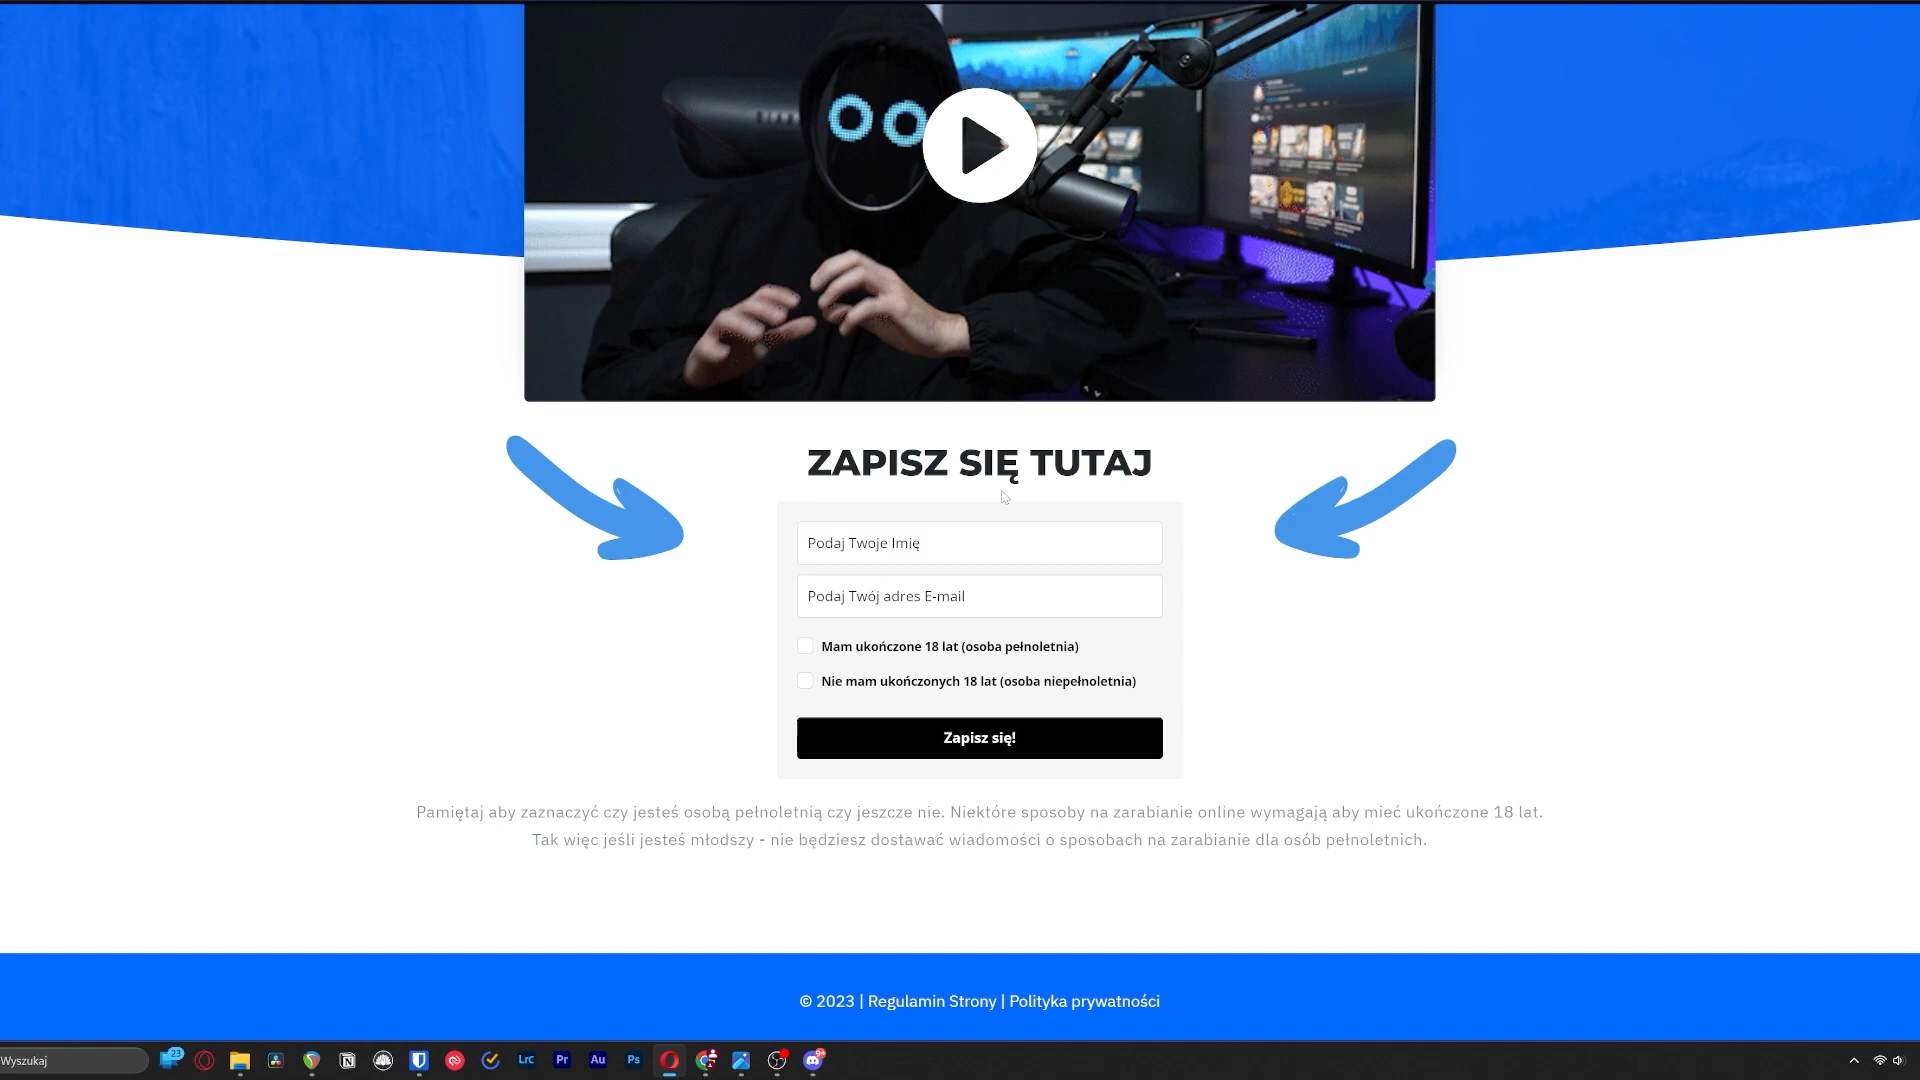 ZAPISZ SIĘ TUTAJ
Podaj Twoje Imię
Podaj Twój adres E-mail
Mam ukończone 18 lat (osoba pełnoletnia)
Nie mam ukończonych 18 lat (osoba niepełnoletnia)
Zapisz się!
Pamiętaj aby zaznaczyć czy jesteś osobą pełnoletnią czy jeszcze nie. Niektóre sposoby na zarabianie online wymagają aby mieć ukończone 18 lat.
Tak więc jeśli jesteś młodszy - nie będziesz dostawać wiadomości o sposobach na zarabianie dla osób pełnoletnich.
© 2023 | Regulamin Strony | Polityka prywatności
Wyszukaj 23 LrC Pr Au Ps